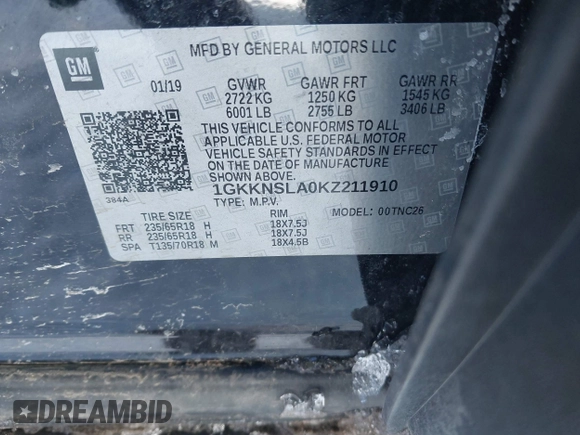 GM
MFD BY GENERAL MOTORS LLC
01/19 GVWR GAWR FRT GAWR RR
2722 KG 1250 KG 1545 KG
6001 LB 2755 LB 3406 LB
THIS VEHICLE CONFORMS TO ALL
APPLICABLE U.S. FEDERAL MOTOR
VEHICLE SAFETY STANDARDS IN EFFECT
ON THE DATE OF MANUFACTURE
SHOWN ABOVE.
384A
1GKKNSLA0KZ211910
TYPE: M.P.V. MODEL: 00TNC26
TIRE SIZE RIM
FRT 235/65R18 H 18X7.5J
RR 235/65R18 H 18X7.5J
SPA T135/70R18 M 18X4.5B
DREAMBID